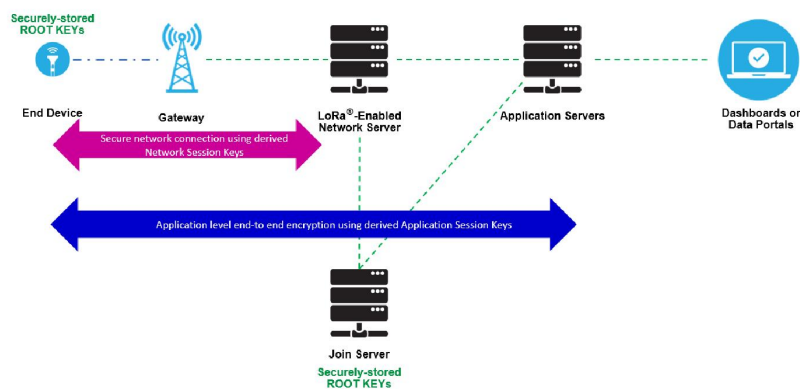 Securely-stored
ROOT KEYs
End Device
Gateway
LoRa®-Enabled
Network Server
Application Servers
Dashboards or
Data Portals
Secure network connection using derived
Network Session Keys
Application level end-to end encryption using derived Application Session Keys
Join Server
Securely-stored
ROOT KEYs